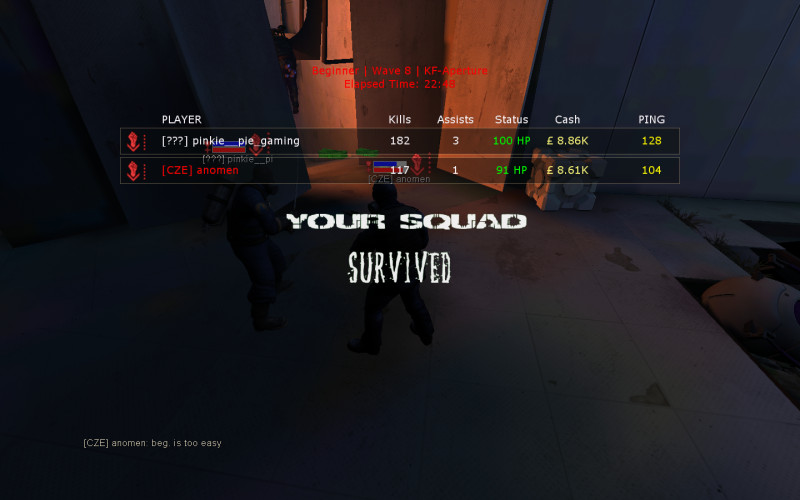 Beginner | Wave 8 | KF-Aperture
Elapsed Time: 22:48
PLAYER Kills Assists Status Cash PING
[???] pinkie__pie_gaming 182 3 100 HP £ 8.86K 128
[???] pinkie__pi
[CZE] anomen 117 1 91 HP £ 8.61K 104
[CZE] anomen
YOUR SQUAD
SURVIVED
[CZE] anomen: beg. is too easy